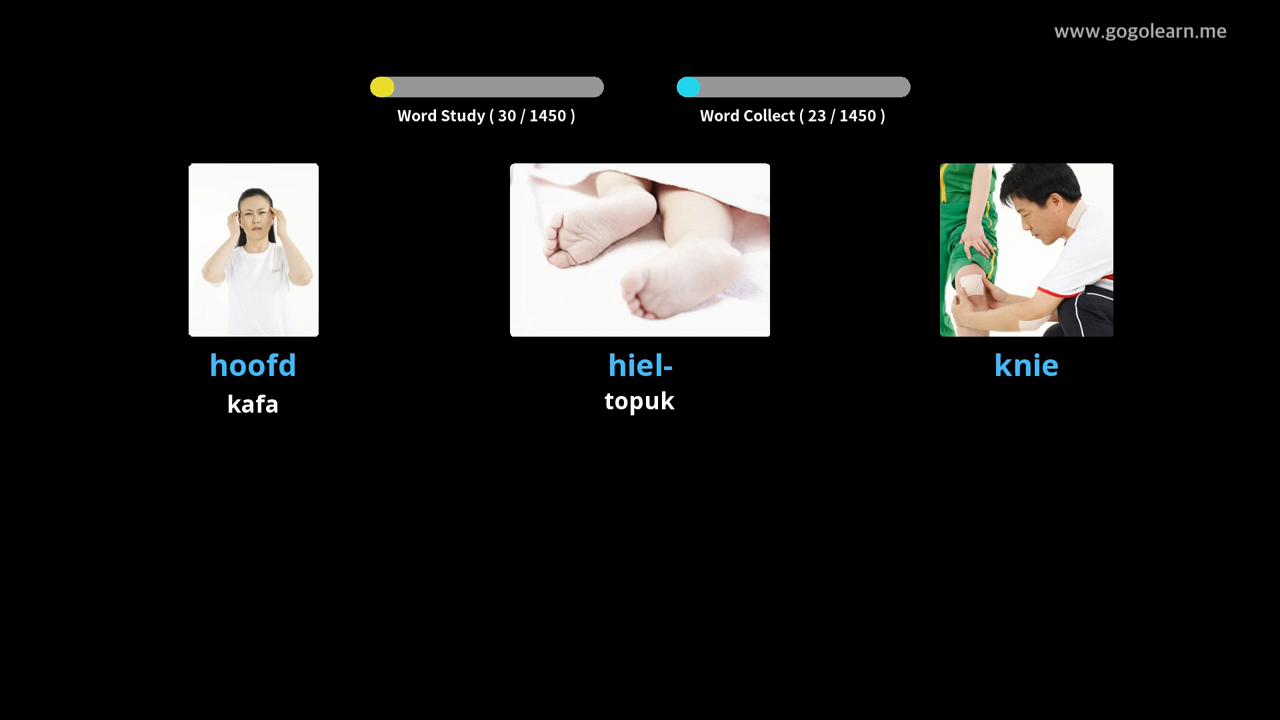 www.gogolearn.me
Word Study ( 30 / 1450 )
Word Collect ( 23 / 1450 )
hoofd
hiel-
knie
kafa
topuk